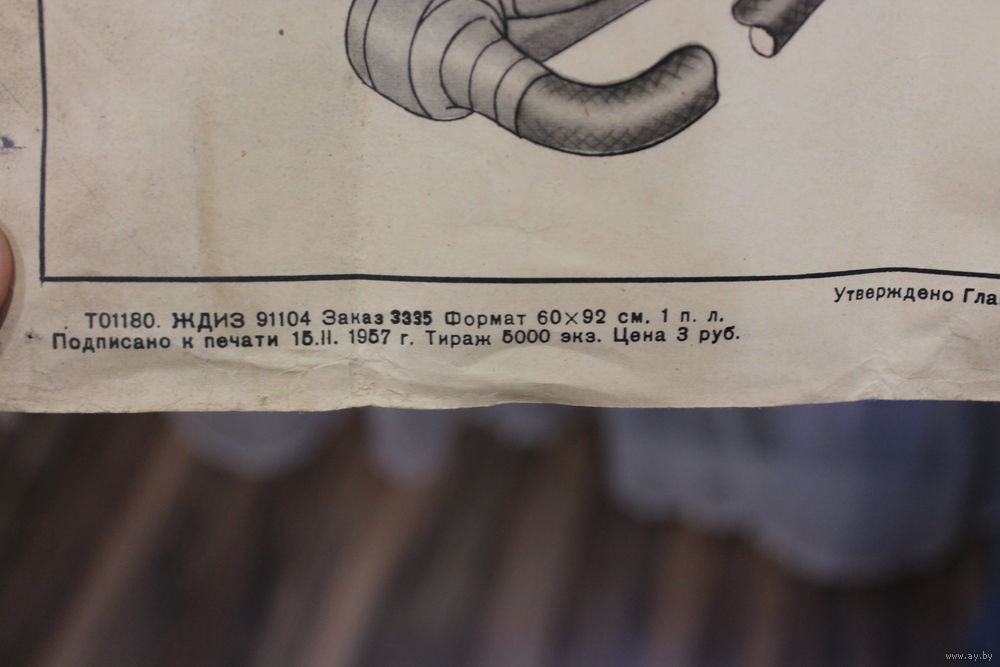 Утверждено
Т01180. ЖДИЗ 91104 Заказ 3335 Формат 60×92 см. 1 п. л.
Подписано к печати 15.II. 1957 г. Тираж 5000 экз. Цена 3 руб.
www.ay.by